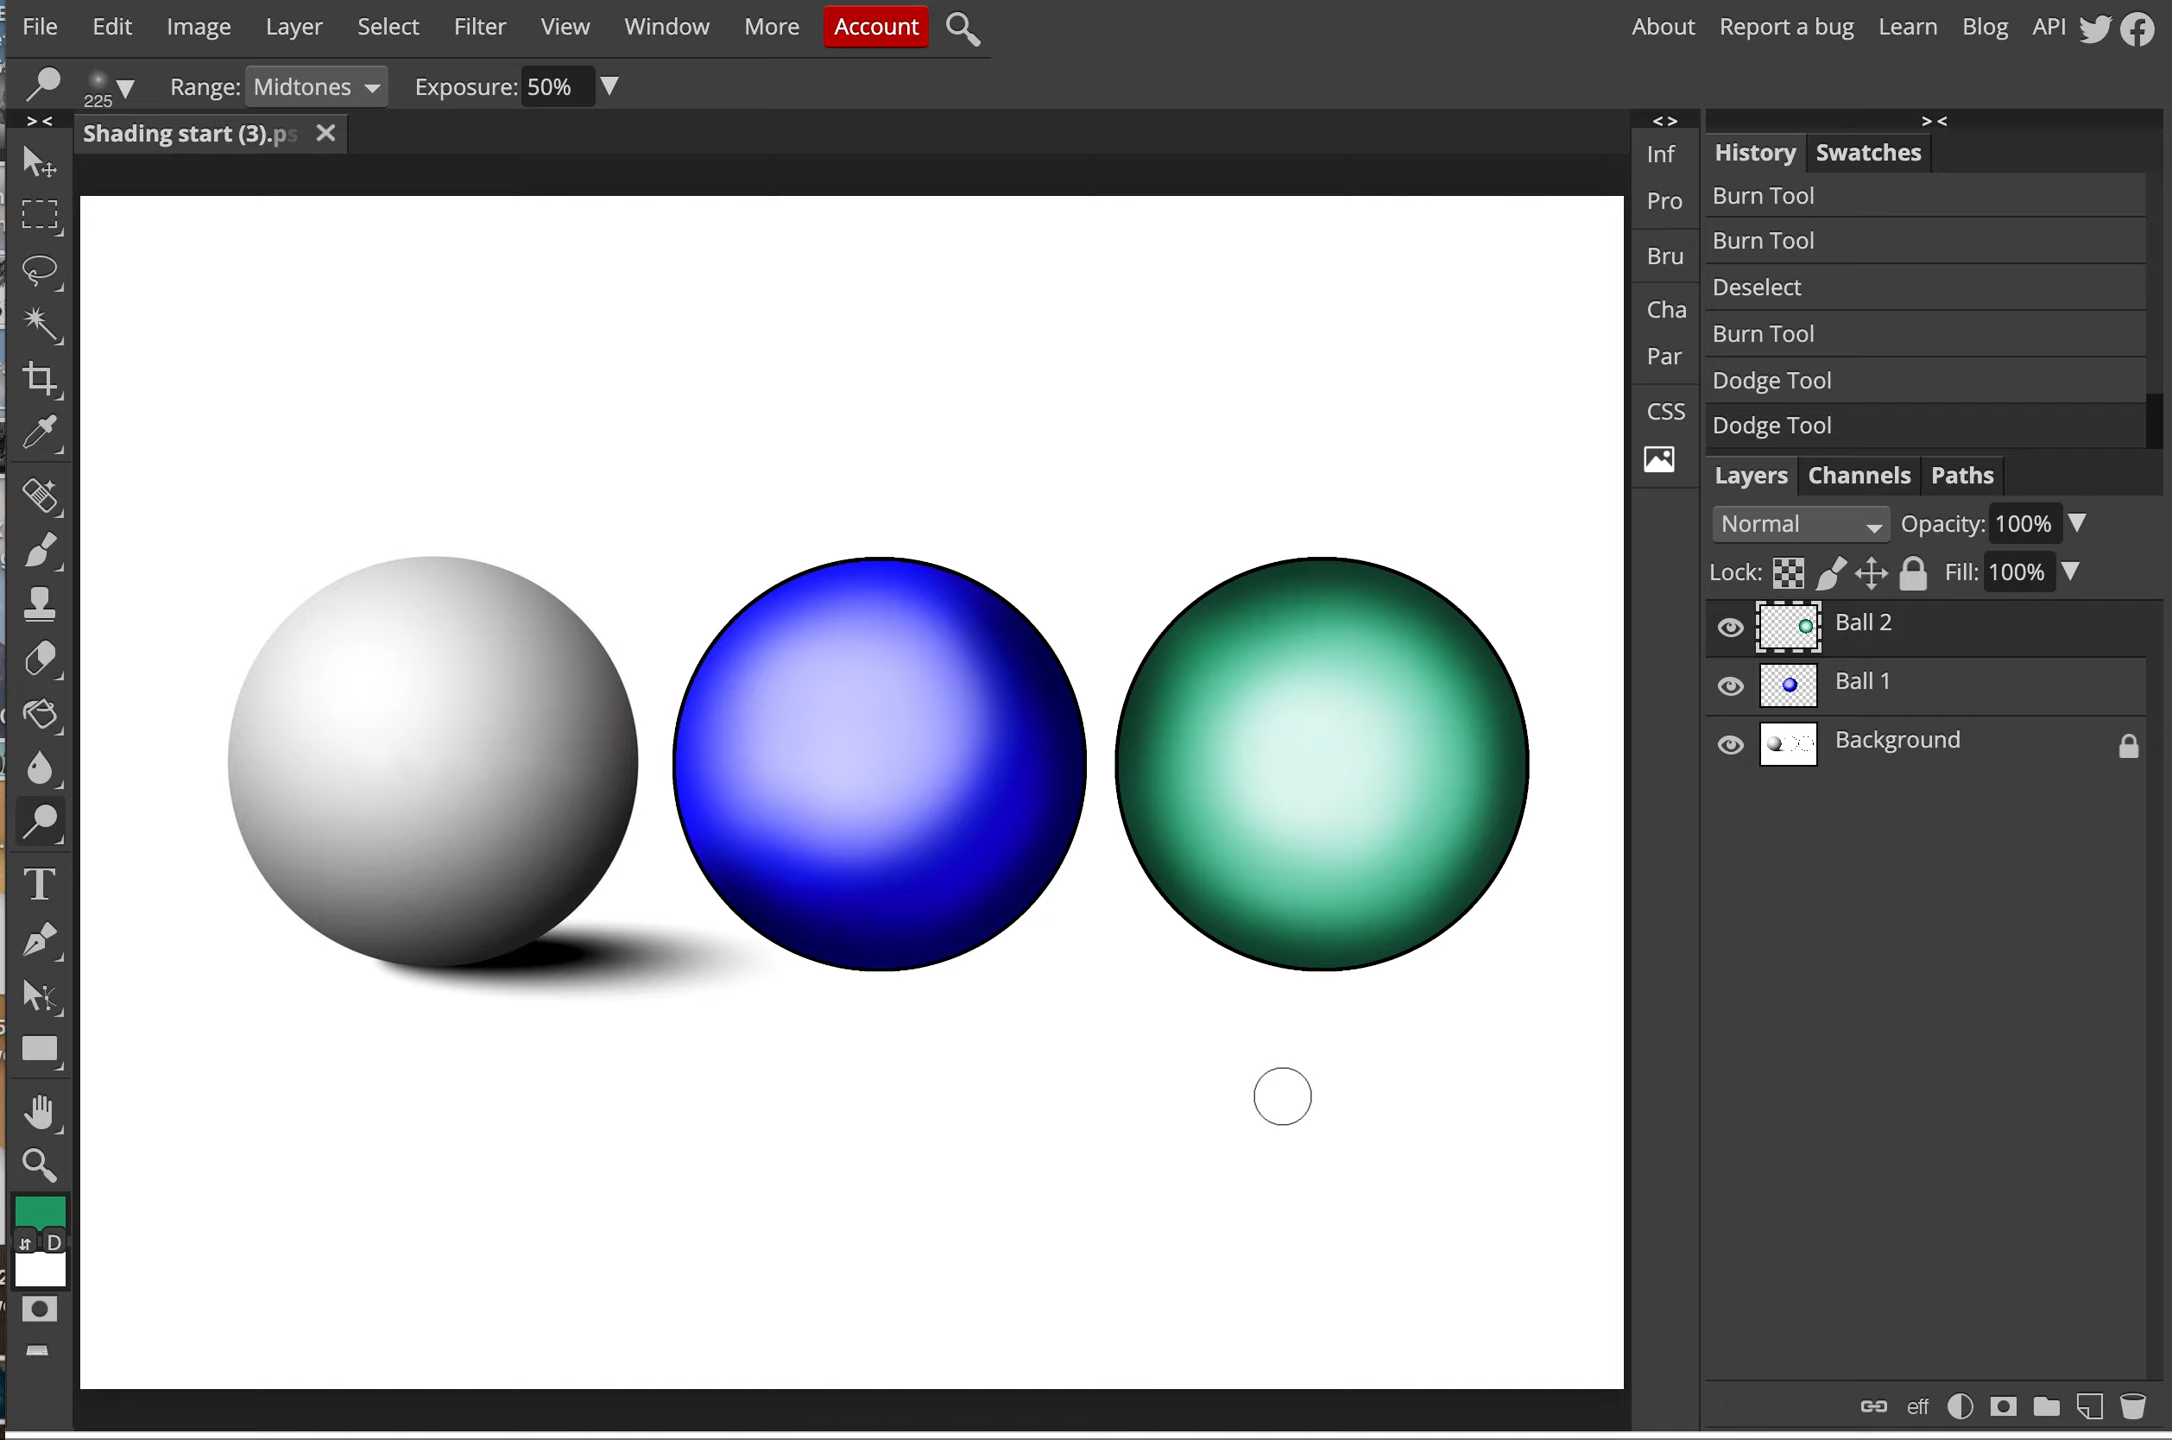 File Edit Image Layer Select Filter View Window More Account About Report a bug Learn Blog API
225 Range: Midtones Exposure: 50%
> < Shading start (3).ps < > > <
Inf
Pro
Bru
Cha
Par
CSS
History Swatches
Burn Tool
Burn Tool
Deselect
Burn Tool
Dodge Tool
Dodge Tool
Layers Channels Paths
Normal Opacity: 100%
Lock: Fill: 100%
Ball 2
Ball 1
Background
T
D
eff